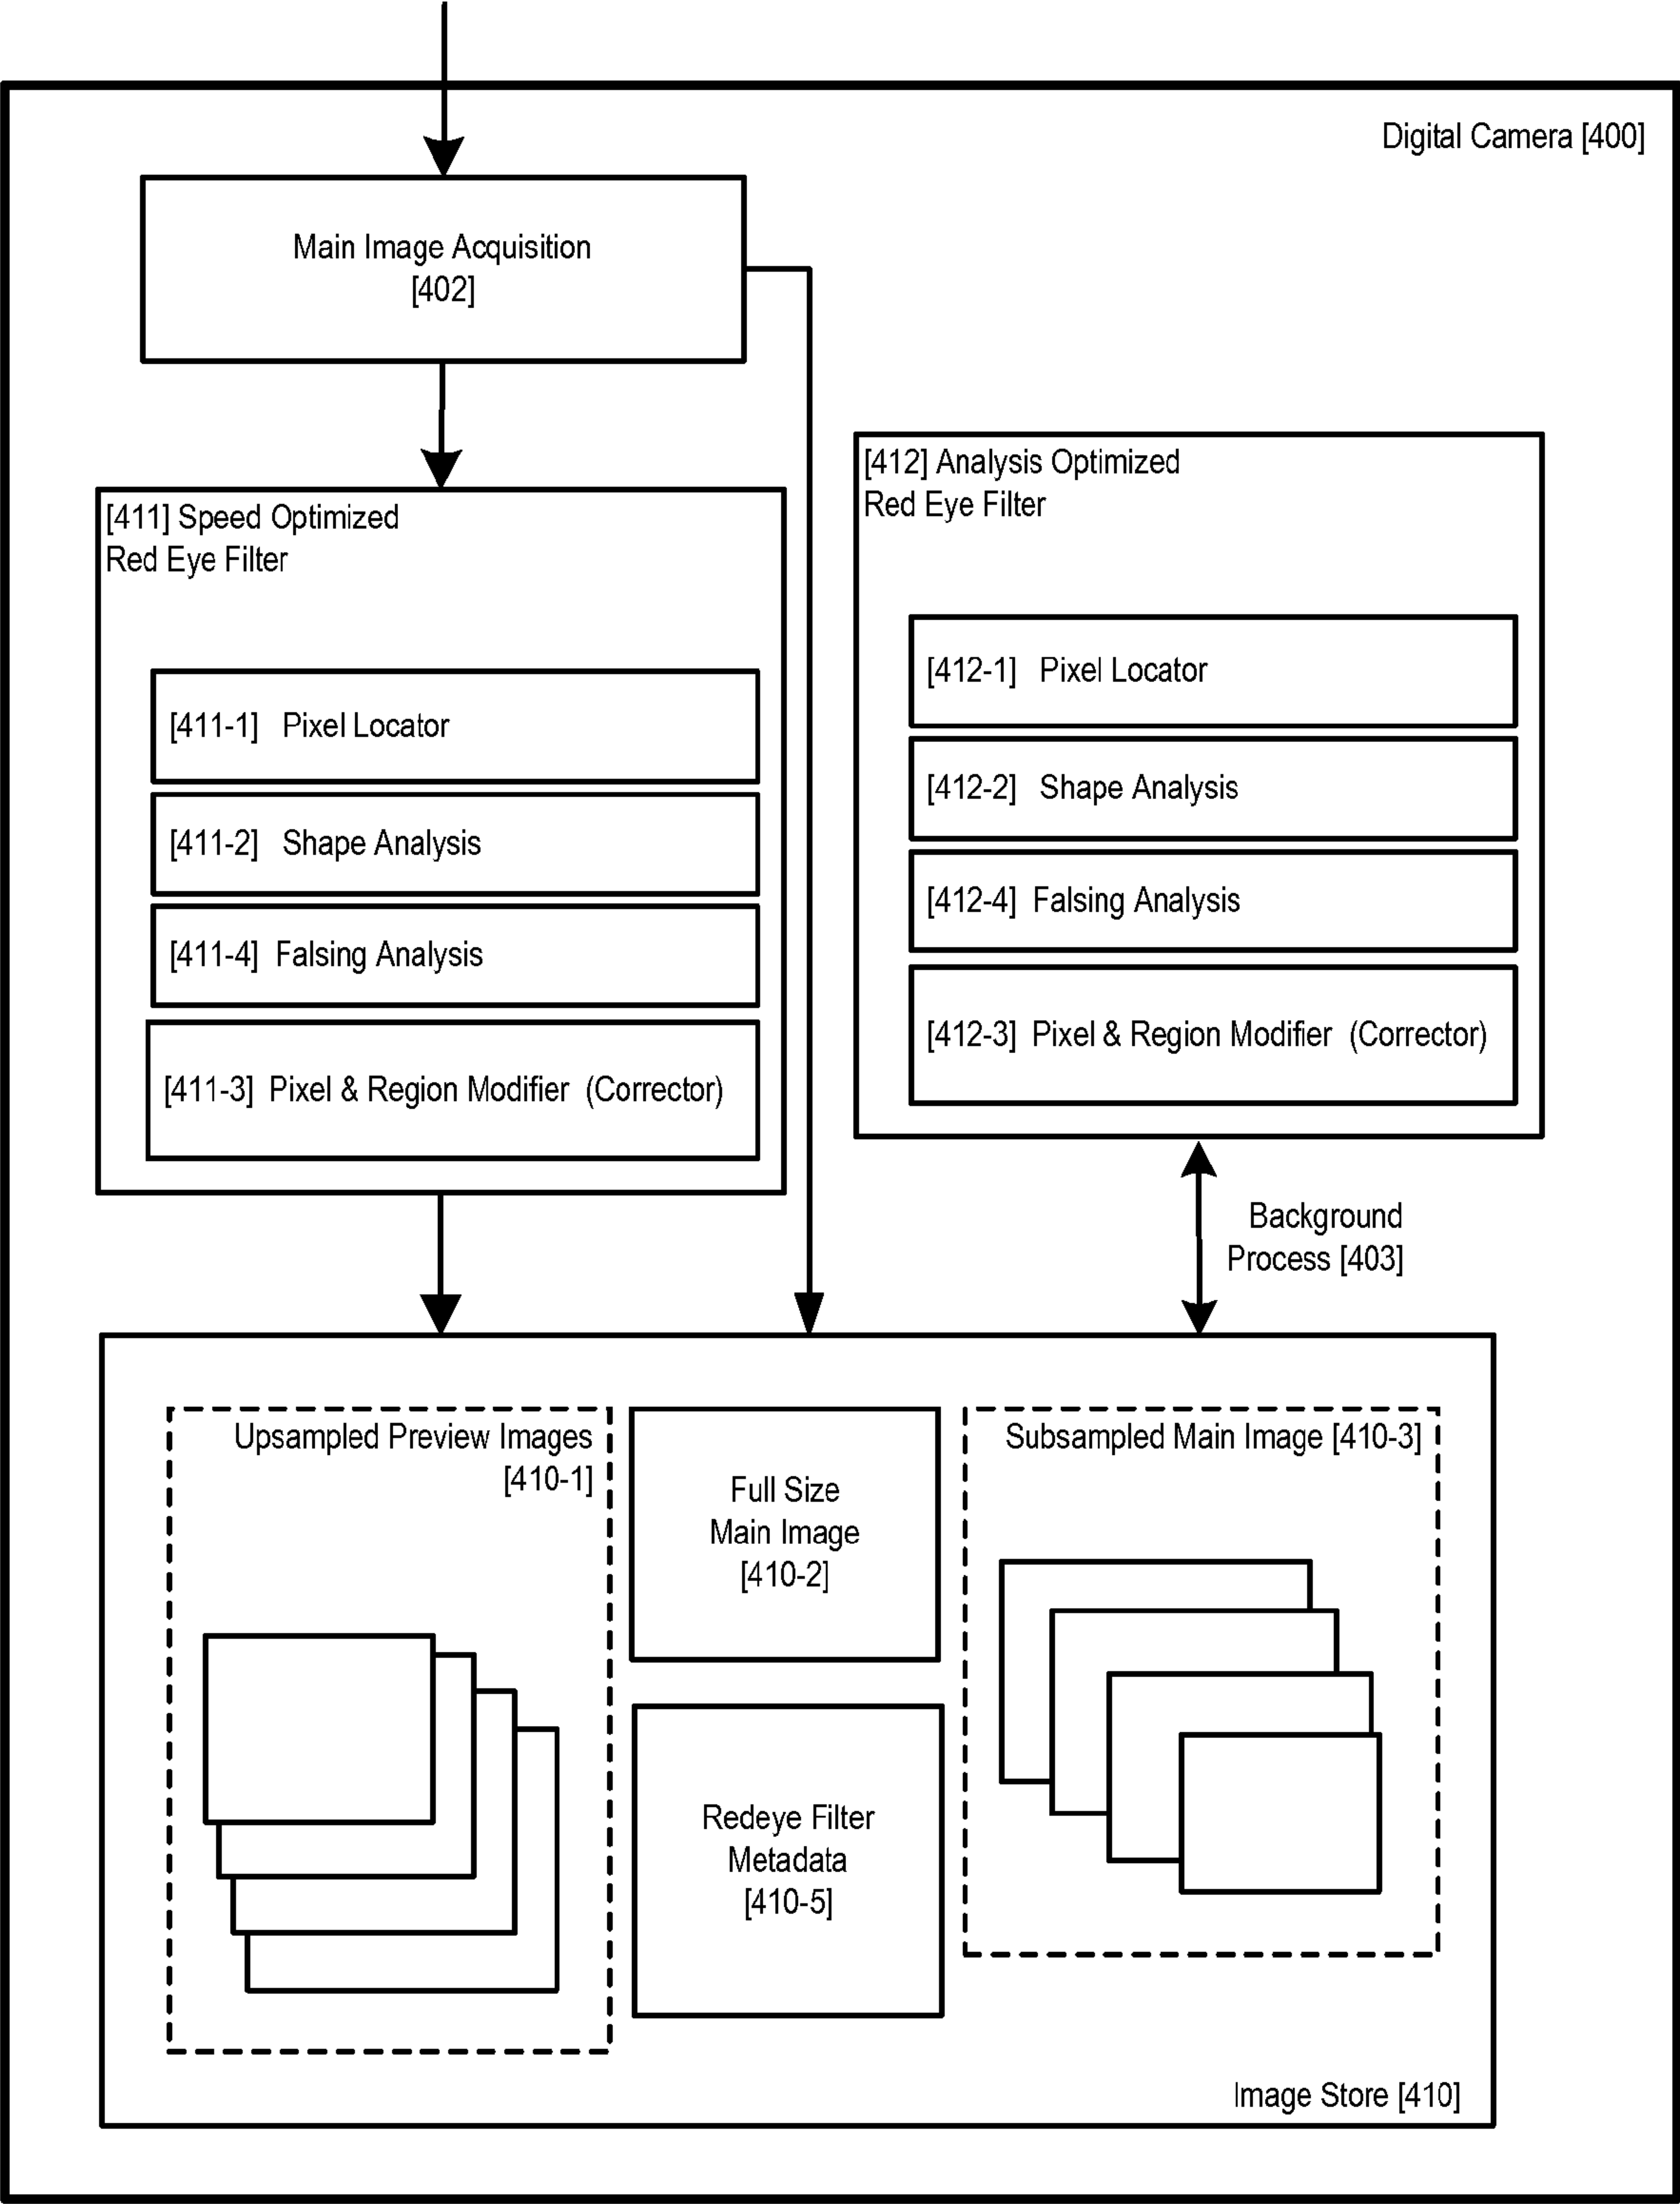 Digital Camera [400]
Main Image Acquisition
[402]
[411] Speed Optimized
Red Eye Filter
[411-1] Pixel Locator
[411-2] Shape Analysis
[411-4] Falsing Analysis
[411-3] Pixel & Region Modifier (Corrector)
[412] Analysis Optimized
Red Eye Filter
[412-1] Pixel Locator
[412-2] Shape Analysis
[412-4] Falsing Analysis
[412-3] Pixel & Region Modifier (Corrector)
Background
Process [403]
Upsampled Preview Images
[410-1]
Full Size
Main Image
[410-2]
Subsampled Main Image [410-3]
Redeye Filter
Metadata
[410-5]
Image Store [410]